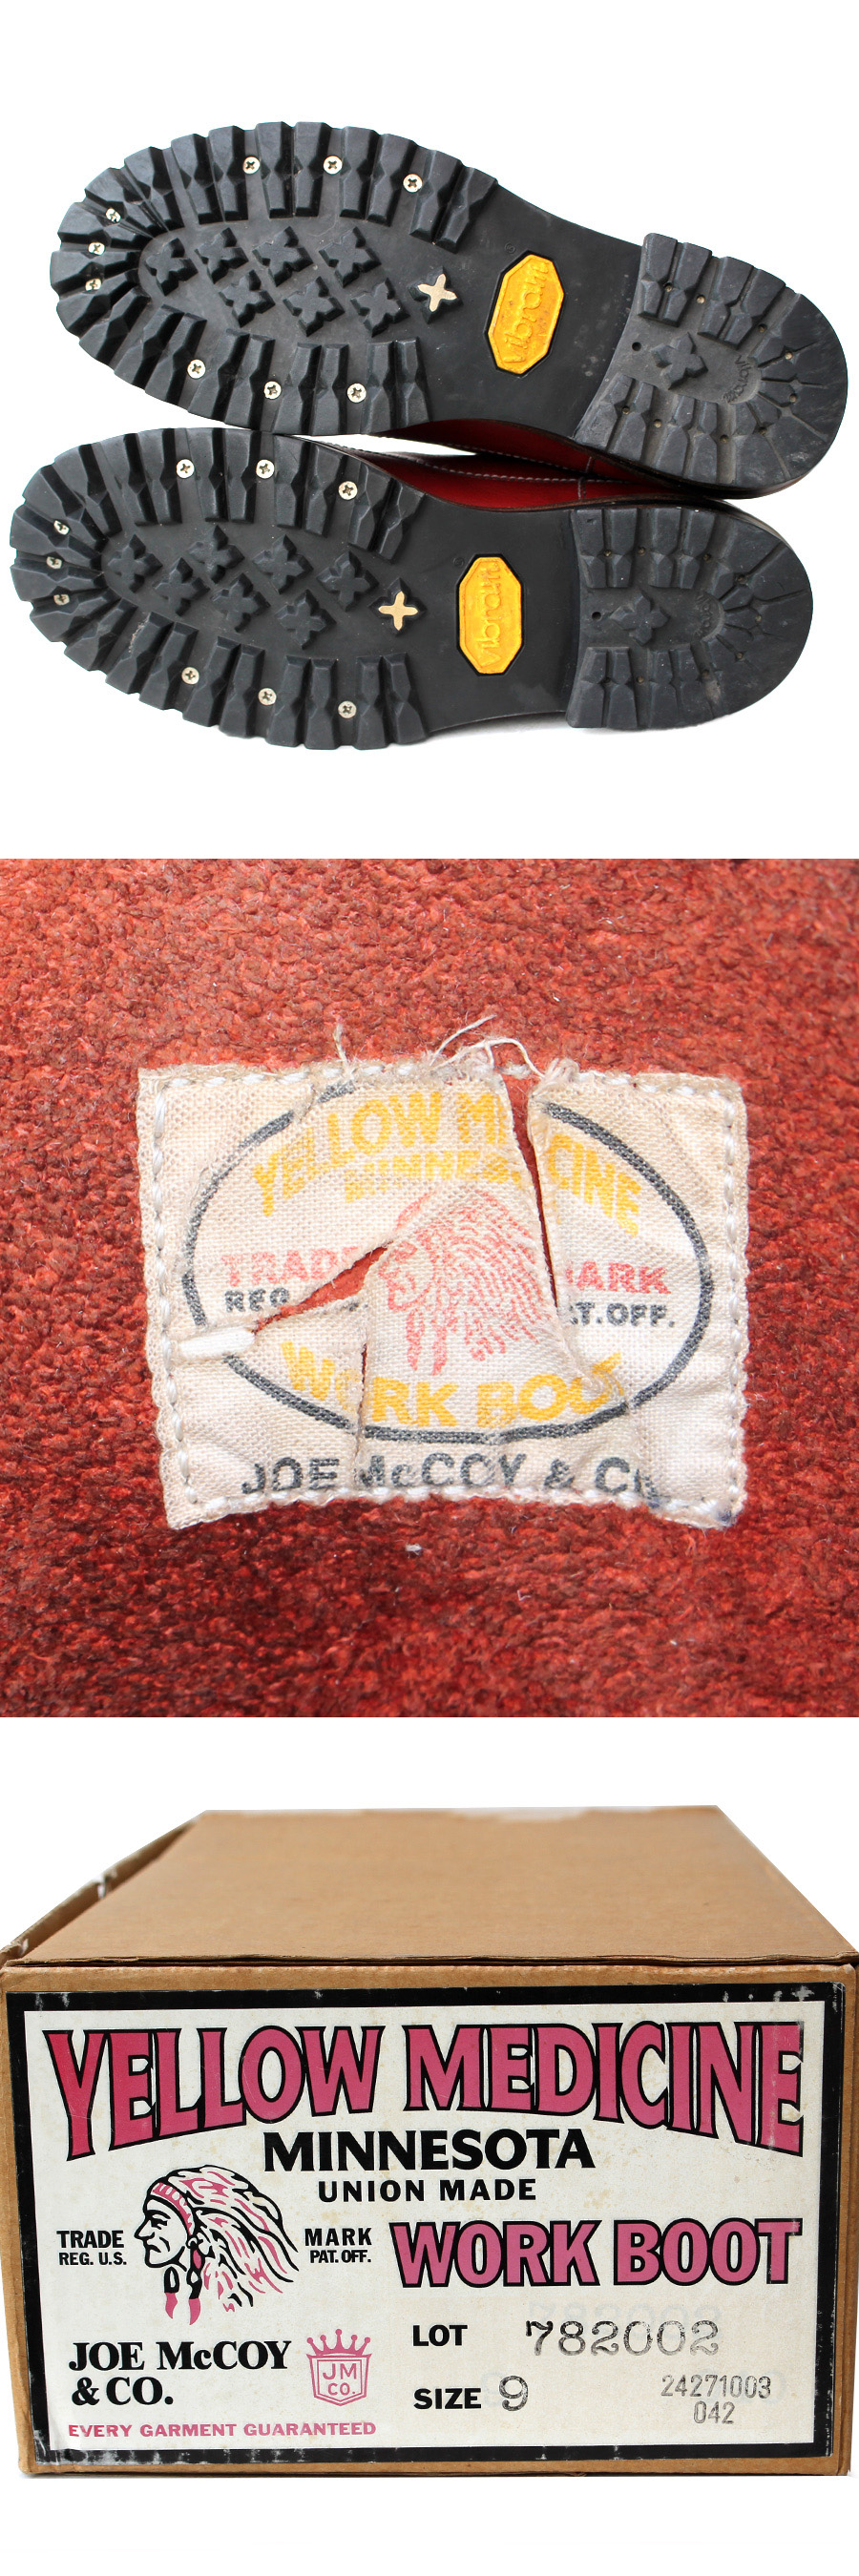 vibram
vibram
YELLOW MEDICINE
MINNES
TRADE MARK
REG PAT.OFF.
WORK BOOT
JOE McCOY & CO
YELLOW MEDICINE
MINNESOTA
UNION MADE
TRADE MARK
REG. U.S. PAT. OFF.
WORK BOOT
JOE McCOY
& CO.
JM
CO.
EVERY GARMENT GUARANTEED
LOT 782002
SIZE 9
24271003
042